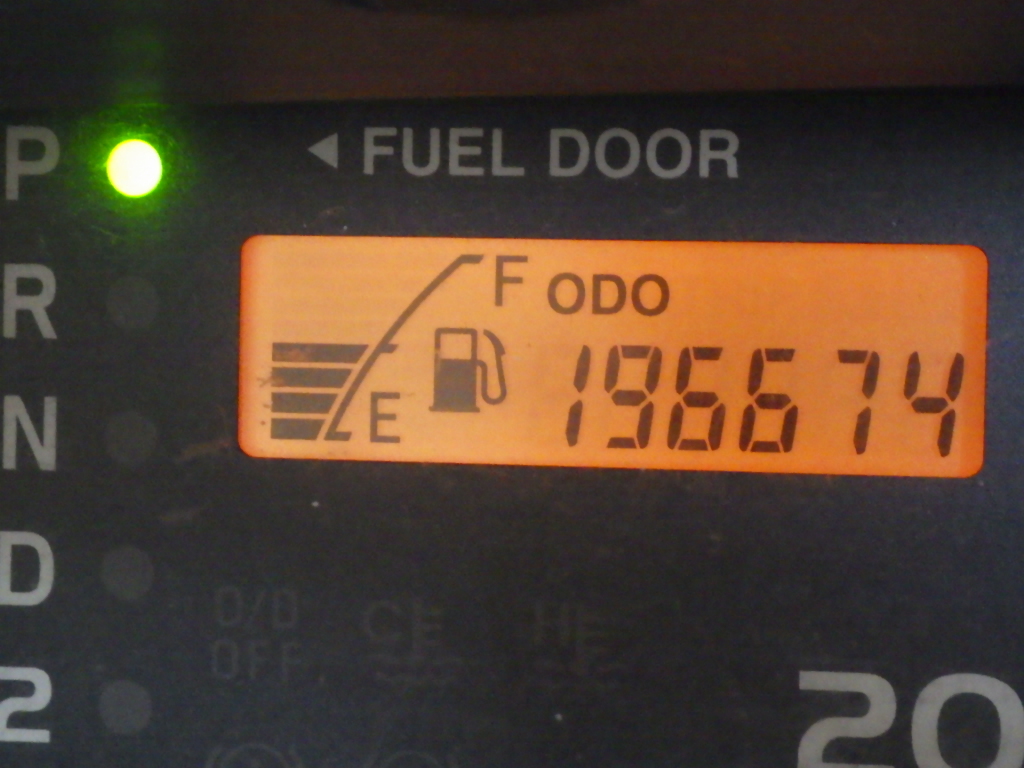 P ◀ FUEL DOOR
F ODO
R
196674
E
N
D
O/D
OFF
2
20